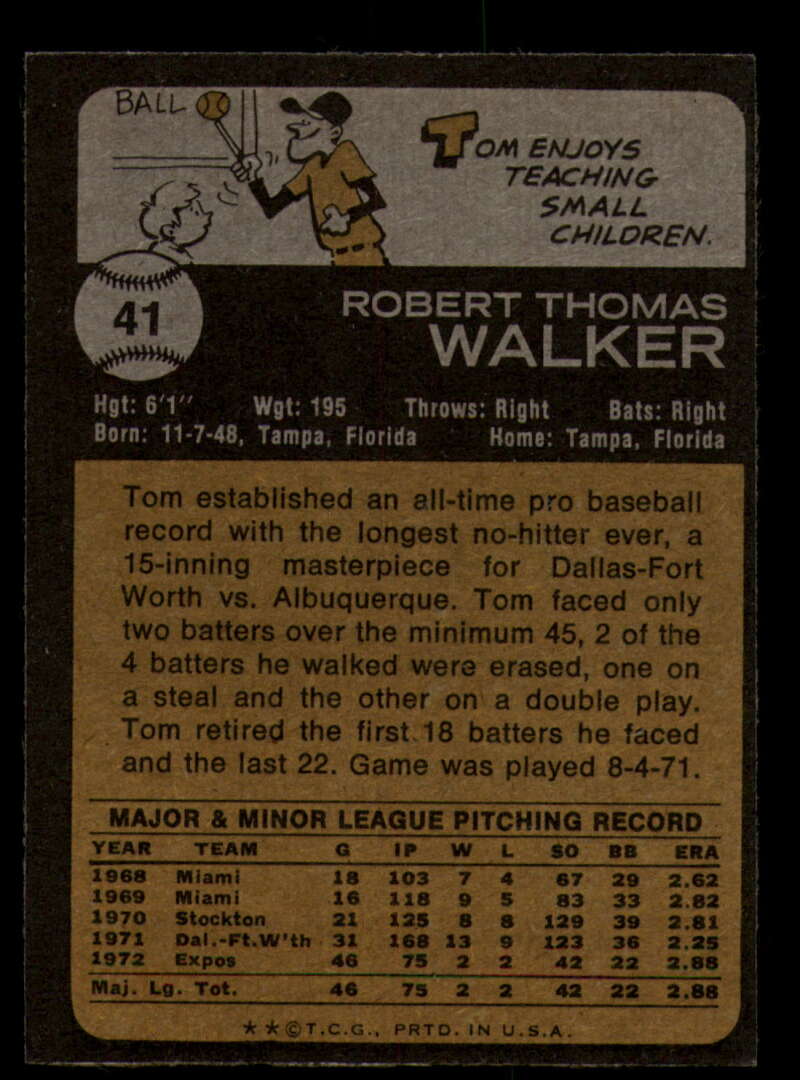 BALL
TOM ENJOYS
TEACHING
SMALL
CHILDREN.
41
ROBERT THOMAS
WALKER
Hgt: 6'1" Wgt: 195 Throws: Right Bats: Right
Born: 11-7-48, Tampa, Florida Home: Tampa, Florida
Tom established an all-time pro baseball
record with the longest no-hitter ever, a
15-inning masterpiece for Dallas-Fort
Worth vs. Albuquerque. Tom faced only
two batters over the minimum 45, 2 of the
4 batters he walked were erased, one on
a steal and the other on a double play.
Tom retired the first 18 batters he faced
and the last 22. Game was played 8-4-71.
MAJOR & MINOR LEAGUE PITCHING RECORD
YEAR TEAM G IP W L SO BB ERA
1968 Miami 18 103 7 4 67 29 2.62
1969 Miami 16 118 9 5 83 33 2.82
1970 Stockton 21 125 8 8 129 39 2.81
1971 Dal.-Ft.W'th 31 168 13 9 123 36 2.25
1972 Expos 46 75 2 2 42 22 2.88
Maj. Lg. Tot. 46 75 2 2 42 22 2.88
★ ★ © T.C.G., PRTD. IN U.S.A.